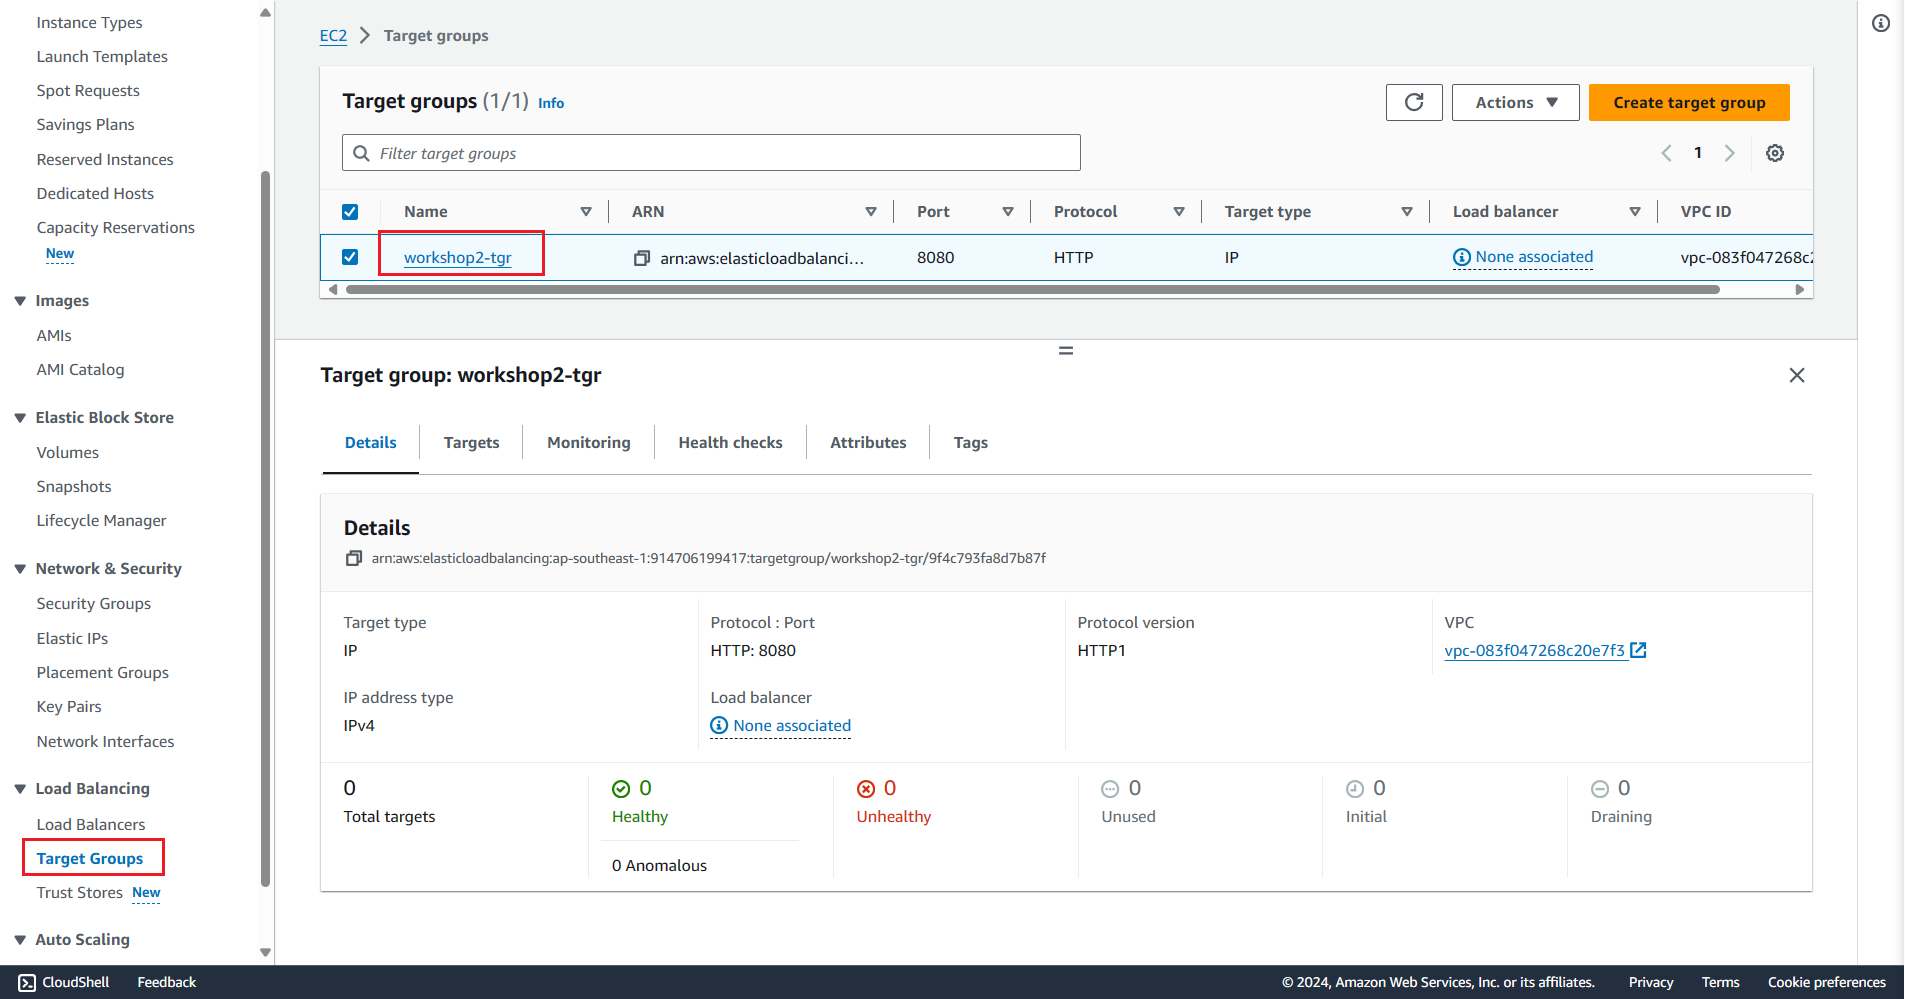 Instance Types
Launch Templates
Spot Requests
Savings Plans
Reserved Instances
Dedicated Hosts
Capacity Reservations
New
Images
AMIs
AMI Catalog
Elastic Block Store
Volumes
Snapshots
Lifecycle Manager
Network & Security
Security Groups
Elastic IPs
Placement Groups
Key Pairs
Network Interfaces
Load Balancing
Load Balancers
Target Groups
Trust Stores New
Auto Scaling
EC2 > Target groups
Target groups (1/1) Info
Actions
Create target group
Filter target groups
1
Name ARN Port Protocol Target type Load balancer VPC ID
workshop2-tgr arn:aws:elasticloadbalanci... 8080 HTTP IP None associated vpc-083f047268c2
Target group: workshop2-tgr
Details Targets Monitoring Health checks Attributes Tags
Details
arn:aws:elasticloadbalancing:ap-southeast-1:914706199417:targetgroup/workshop2-tgr/9f4c793fa8d7b87f
Target type Protocol : Port Protocol version VPC
IP HTTP: 8080 HTTP1 vpc-083f047268c20e7f3
IP address type Load balancer
IPv4 None associated
0 0 0 0 0 0
Total targets Healthy Unhealthy Unused Initial Draining
0 Anomalous
CloudShell Feedback © 2024, Amazon Web Services, Inc. or its affiliates. Privacy Terms Cookie preferences